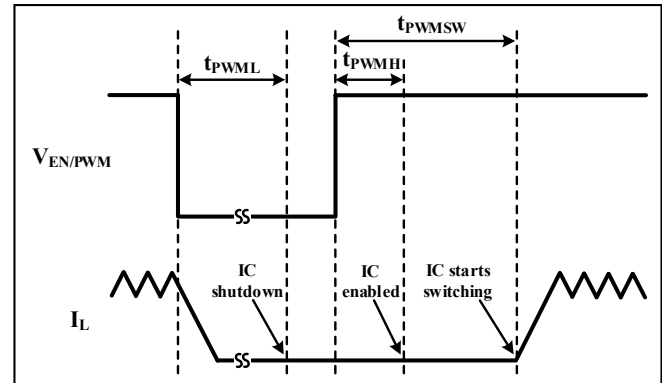 tPWMSW
tPWML
tPWMH
VEN/PWM
IC shutdown
IC enabled
IC starts switching
IL